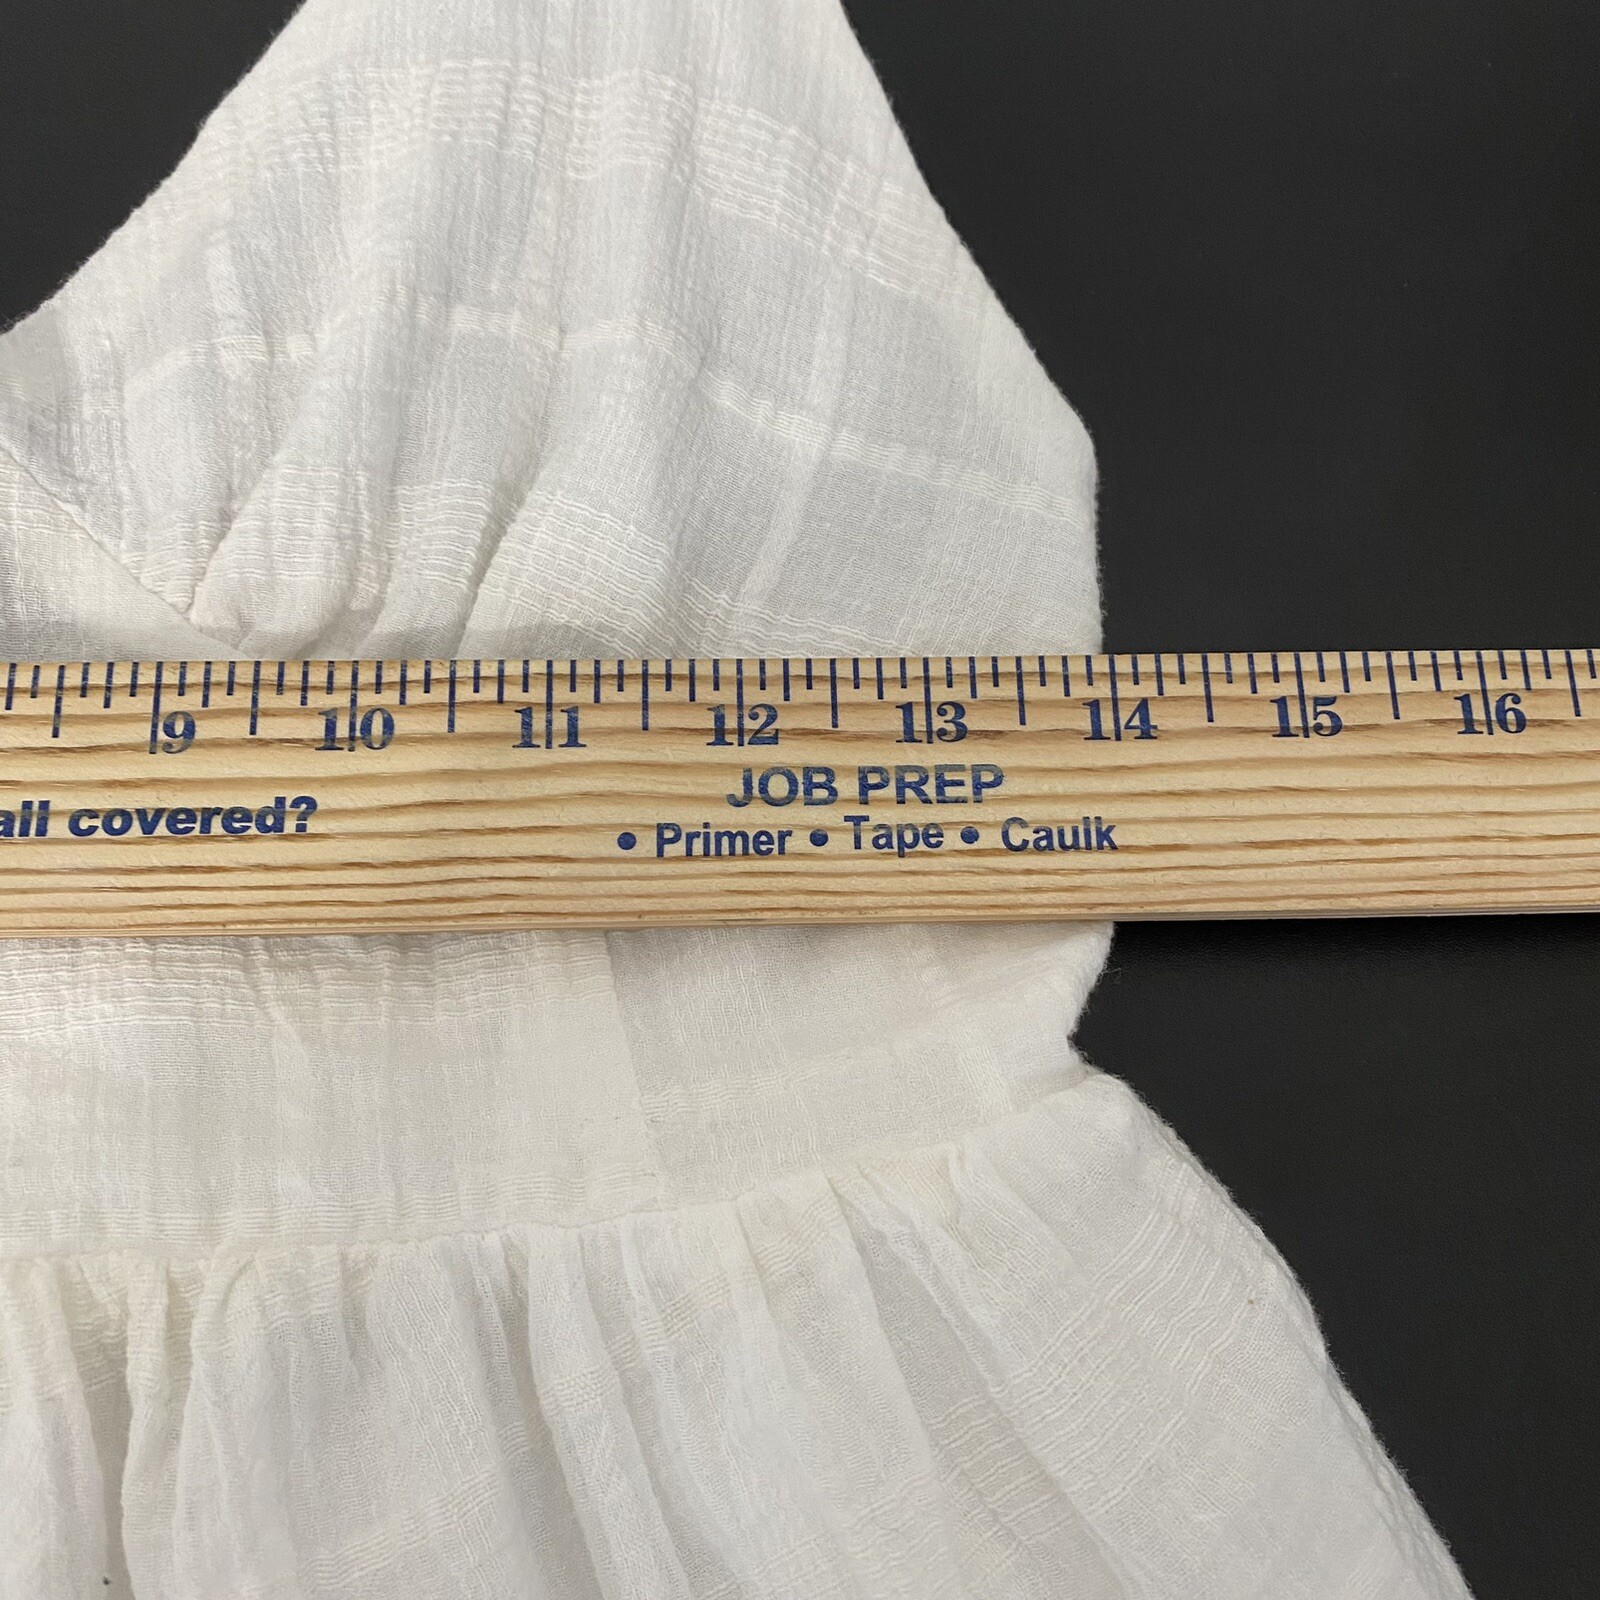 9 10 11 12 13 14 15 16
JOB PREP
all covered?
• Primer • Tape • Caulk